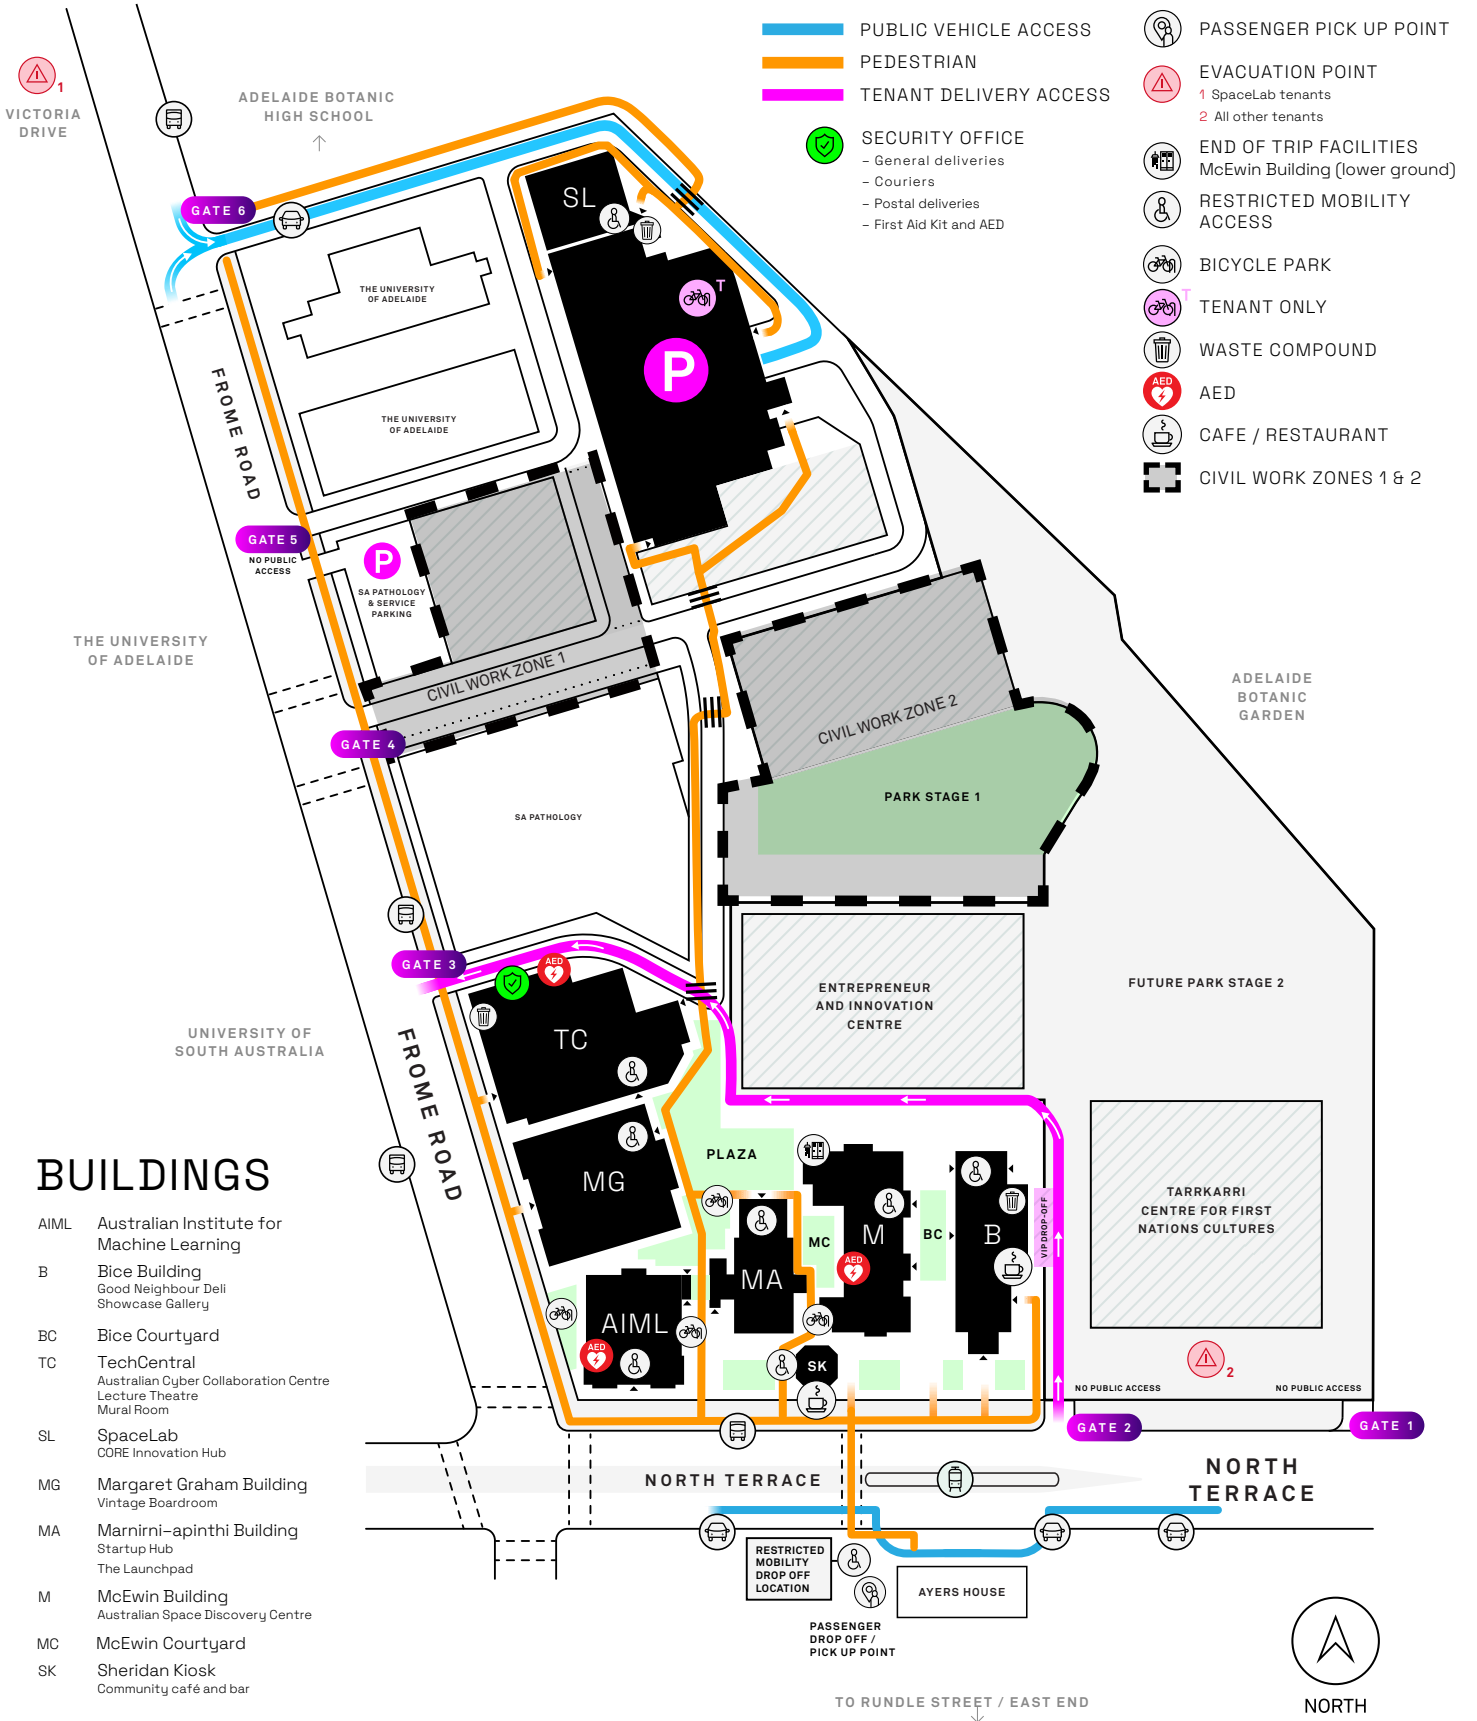 PUBLIC VEHICLE ACCESS
PEDESTRIAN
TENANT DELIVERY ACCESS
SECURITY OFFICE
– General deliveries
– Couriers
– Postal deliveries
– First Aid Kit and AED
PASSENGER PICK UP POINT
EVACUATION POINT
1 SpaceLab tenants
2 All other tenants
END OF TRIP FACILITIES
McEwin Building (lower ground)
RESTRICTED MOBILITY
ACCESS
BICYCLE PARK
T
TENANT ONLY
WASTE COMPOUND
AED
AED
CAFE / RESTAURANT
CIVIL WORK ZONES 1 & 2
1
VICTORIA
DRIVE
ADELAIDE BOTANIC
HIGH SCHOOL
GATE 6
SL
THE UNIVERSITY
OF ADELAIDE
T
P
THE UNIVERSITY
OF ADELAIDE
FROME ROAD
GATE 5
NO PUBLIC
ACCESS
P
SA PATHOLOGY
& SERVICE
PARKING
THE UNIVERSITY
OF ADELAIDE
CIVIL WORK ZONE 1
CIVIL WORK ZONE 2
ADELAIDE
BOTANIC
GARDEN
GATE 4
PARK STAGE 1
SA PATHOLOGY
GATE 3
AED
ENTREPRENEUR
AND INNOVATION
CENTRE
FUTURE PARK STAGE 2
UNIVERSITY OF
SOUTH AUSTRALIA
TC
FROME ROAD
MG
PLAZA
TARRKARRI
CENTRE FOR FIRST
NATIONS CULTURES
VIP DROP-OFF
MC
M
BC
B
AED
MA
AIML
AED
SK
2
NO PUBLIC ACCESS
NO PUBLIC ACCESS
GATE 2
GATE 1
NORTH TERRACE
NORTH
TERRACE
RESTRICTED
MOBILITY
DROP OFF
LOCATION
AYERS HOUSE
PASSENGER
DROP OFF /
PICK UP POINT
TO RUNDLE STREET / EAST END
NORTH
BUILDINGS
AIML Australian Institute for
Machine Learning
B Bice Building
Good Neighbour Deli
Showcase Gallery
BC Bice Courtyard
TC TechCentral
Australian Cyber Collaboration Centre
Lecture Theatre
Mural Room
SL SpaceLab
CORE Innovation Hub
MG Margaret Graham Building
Vintage Boardroom
MA Marnirni–apinthi Building
Startup Hub
The Launchpad
M McEwin Building
Australian Space Discovery Centre
MC McEwin Courtyard
SK Sheridan Kiosk
Community café and bar